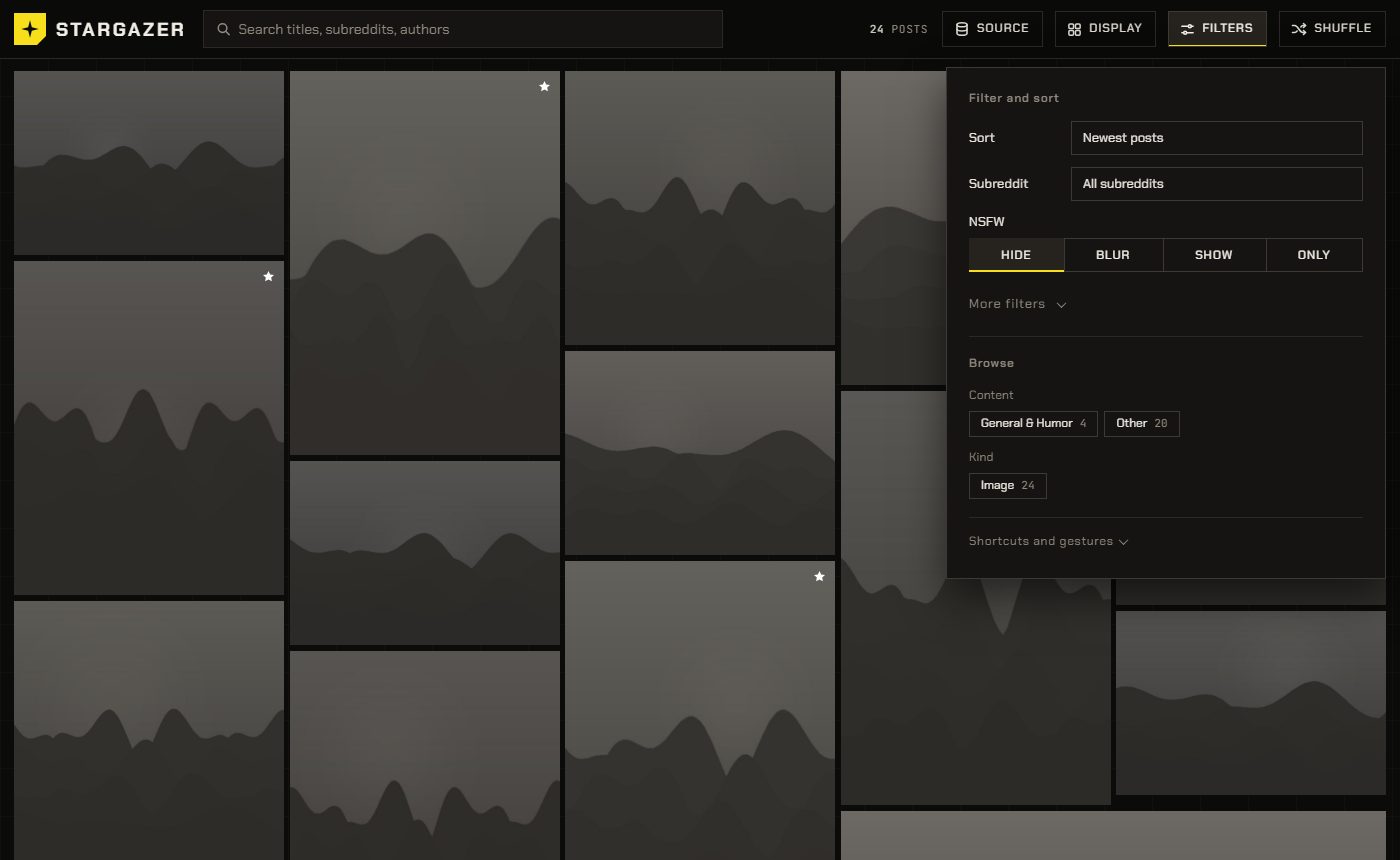 STARGAZER
Search titles, subreddits, authors
24 POSTS
SOURCE
DISPLAY
FILTERS
SHUFFLE
Filter and sort
Sort
Newest posts
Subreddit
All subreddits
NSFW
HIDE
BLUR
SHOW
ONLY
More filters
Browse
Content
General & Humor 4
Other 20
Kind
Image 24
Shortcuts and gestures